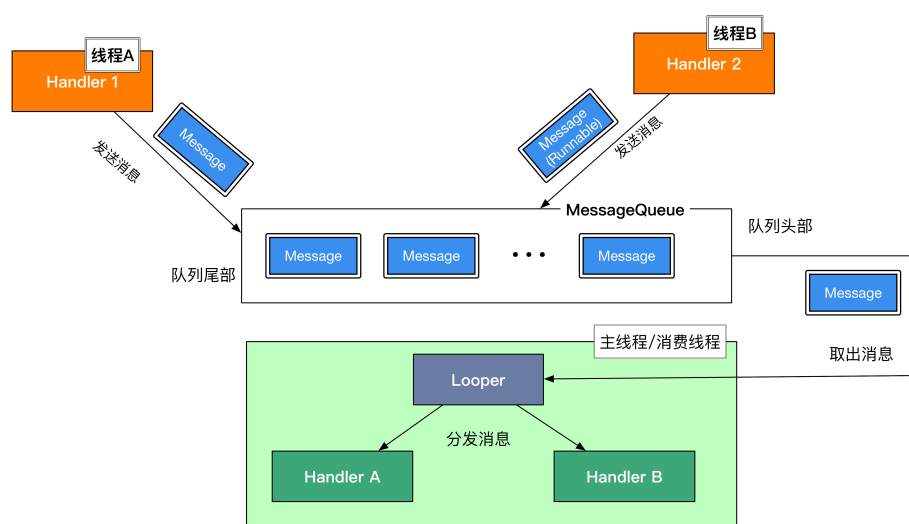 线程A
Handler 1
线程B
Handler 2
Message
发送消息
Message
(Runnable)
发送消息
MessageQueue
队列头部
Message
Message
• • •
Message
队列尾部
Message
主线程/消费线程
取出消息
Looper
分发消息
Handler A
Handler B